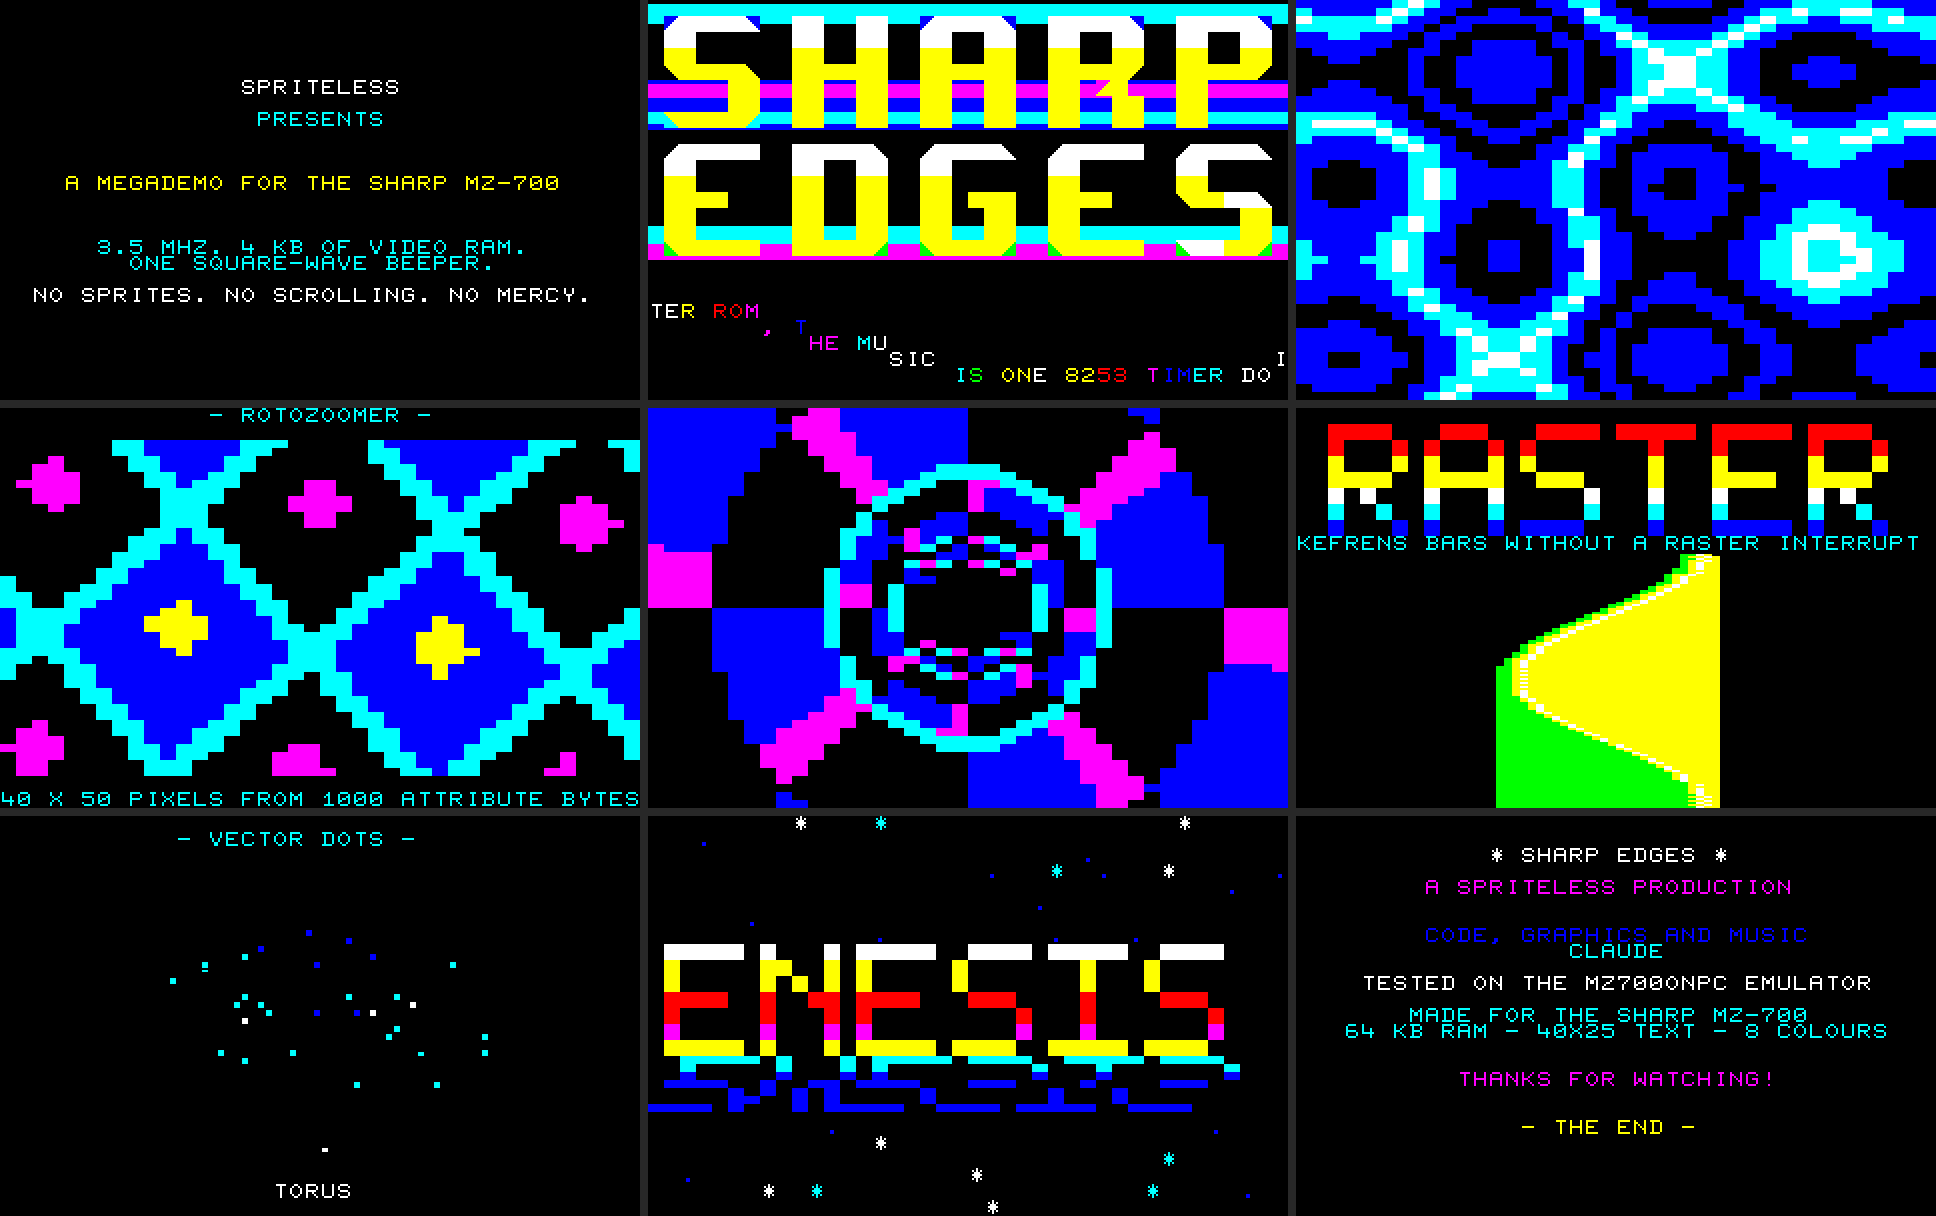 SPRITELESS
PRESENTS
A MEGADEMO FOR THE SHARP MZ-700
3.5 MHZ. 4 KB OF VIDEO RAM.
ONE SQUARE-WAVE BEEPER.
NO SPRITES. NO SCROLLING. NO MERCY.
SHARP
EDGES
TER ROM, THE MUSIC IS ONE 8253 TIMER DO I
- ROTOZOOMER -
40 X 50 PIXELS FROM 1000 ATTRIBUTE BYTES
RASTER
KEFRENS BARS WITHOUT A RASTER INTERRUPT
- VECTOR DOTS -
TORUS
ENESIS
* SHARP EDGES *
A SPRITELESS PRODUCTION
CODE, GRAPHICS AND MUSIC
CLAUDE
TESTED ON THE MZ700ONPC EMULATOR
MADE FOR THE SHARP MZ-700
64 KB RAM - 40X25 TEXT - 8 COLOURS
THANKS FOR WATCHING!
- THE END -